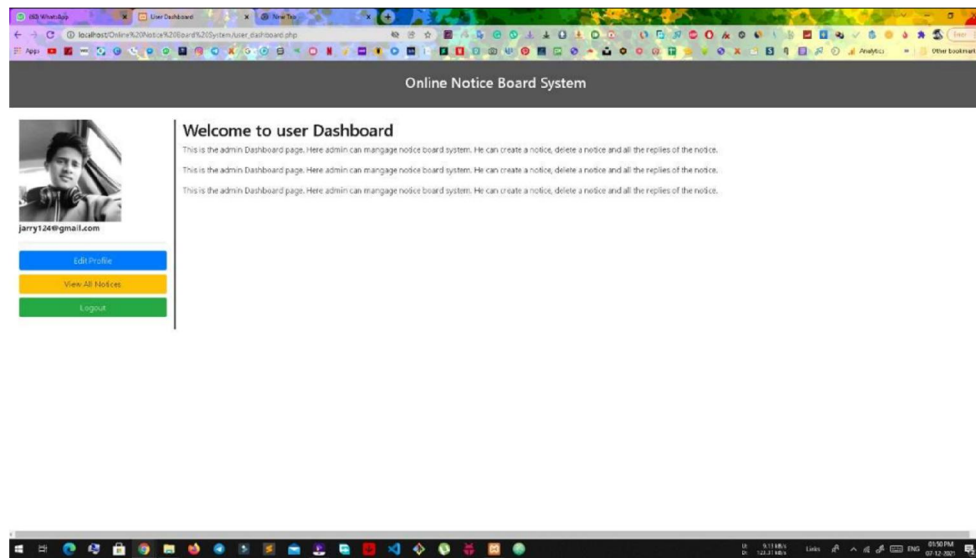 WhatsApp
User Dashboard
New Tab
localhost/Online%20Notice%20Board%20System/user_dashboard.php
Apps
Analytics
Other bookmark
Online Notice Board System
Welcome to user Dashboard
This is the admin Dashboard page. Here admin can mangage notice board system. He can create a notice, delete a notice and all the replies of the notice.
This is the admin Dashboard page. Here admin can mangage notice board system. He can create a notice, delete a notice and all the replies of the notice.
This is the admin Dashboard page. Here admin can mangage notice board system. He can create a notice, delete a notice and all the replies of the notice.
jarry124@gmail.com
Edit Profile
View All Notices
Logout
U:
D:
Links
ENG
01:50 PM
07-12-2021